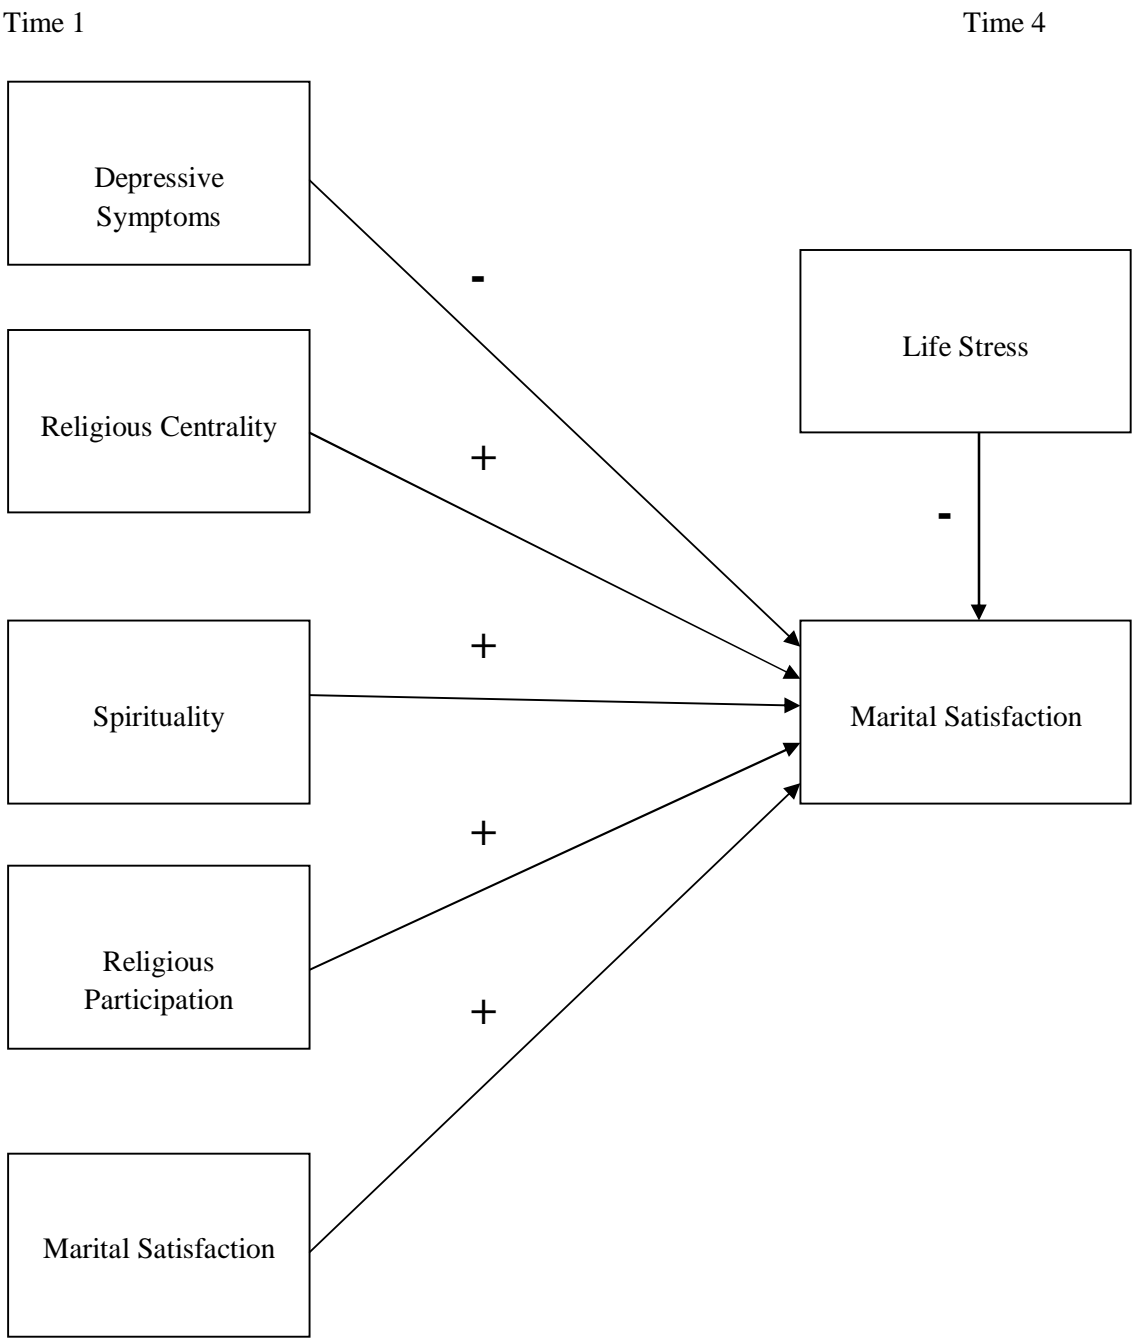 Time 1
Time 4
Depressive
Symptoms
-
Life Stress
Religious Centrality
+
-
+
Spirituality
Marital Satisfaction
+
Religious
Participation
+
Marital Satisfaction